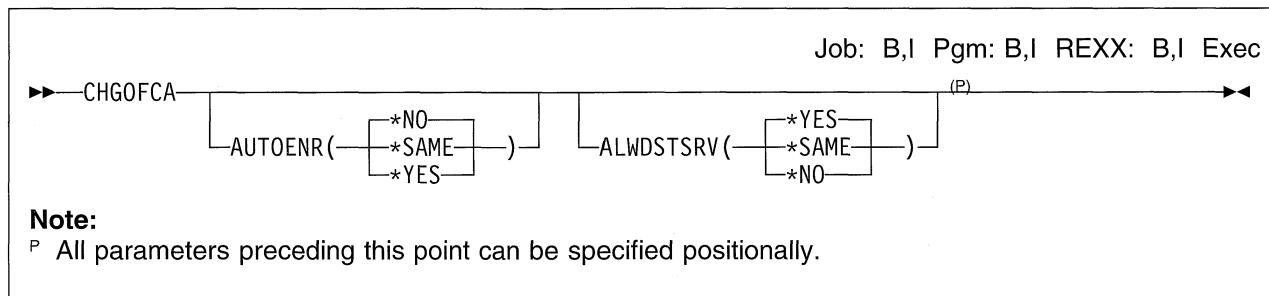 Job: B,I Pgm: B,I REXX: B,I Exec
CHGOFCA (P)
*NO *YES
AUTOENR( *SAME ) ALWDSTSRV( *SAME )
*YES *NO
Note:
P All parameters preceding this point can be specified positionally.